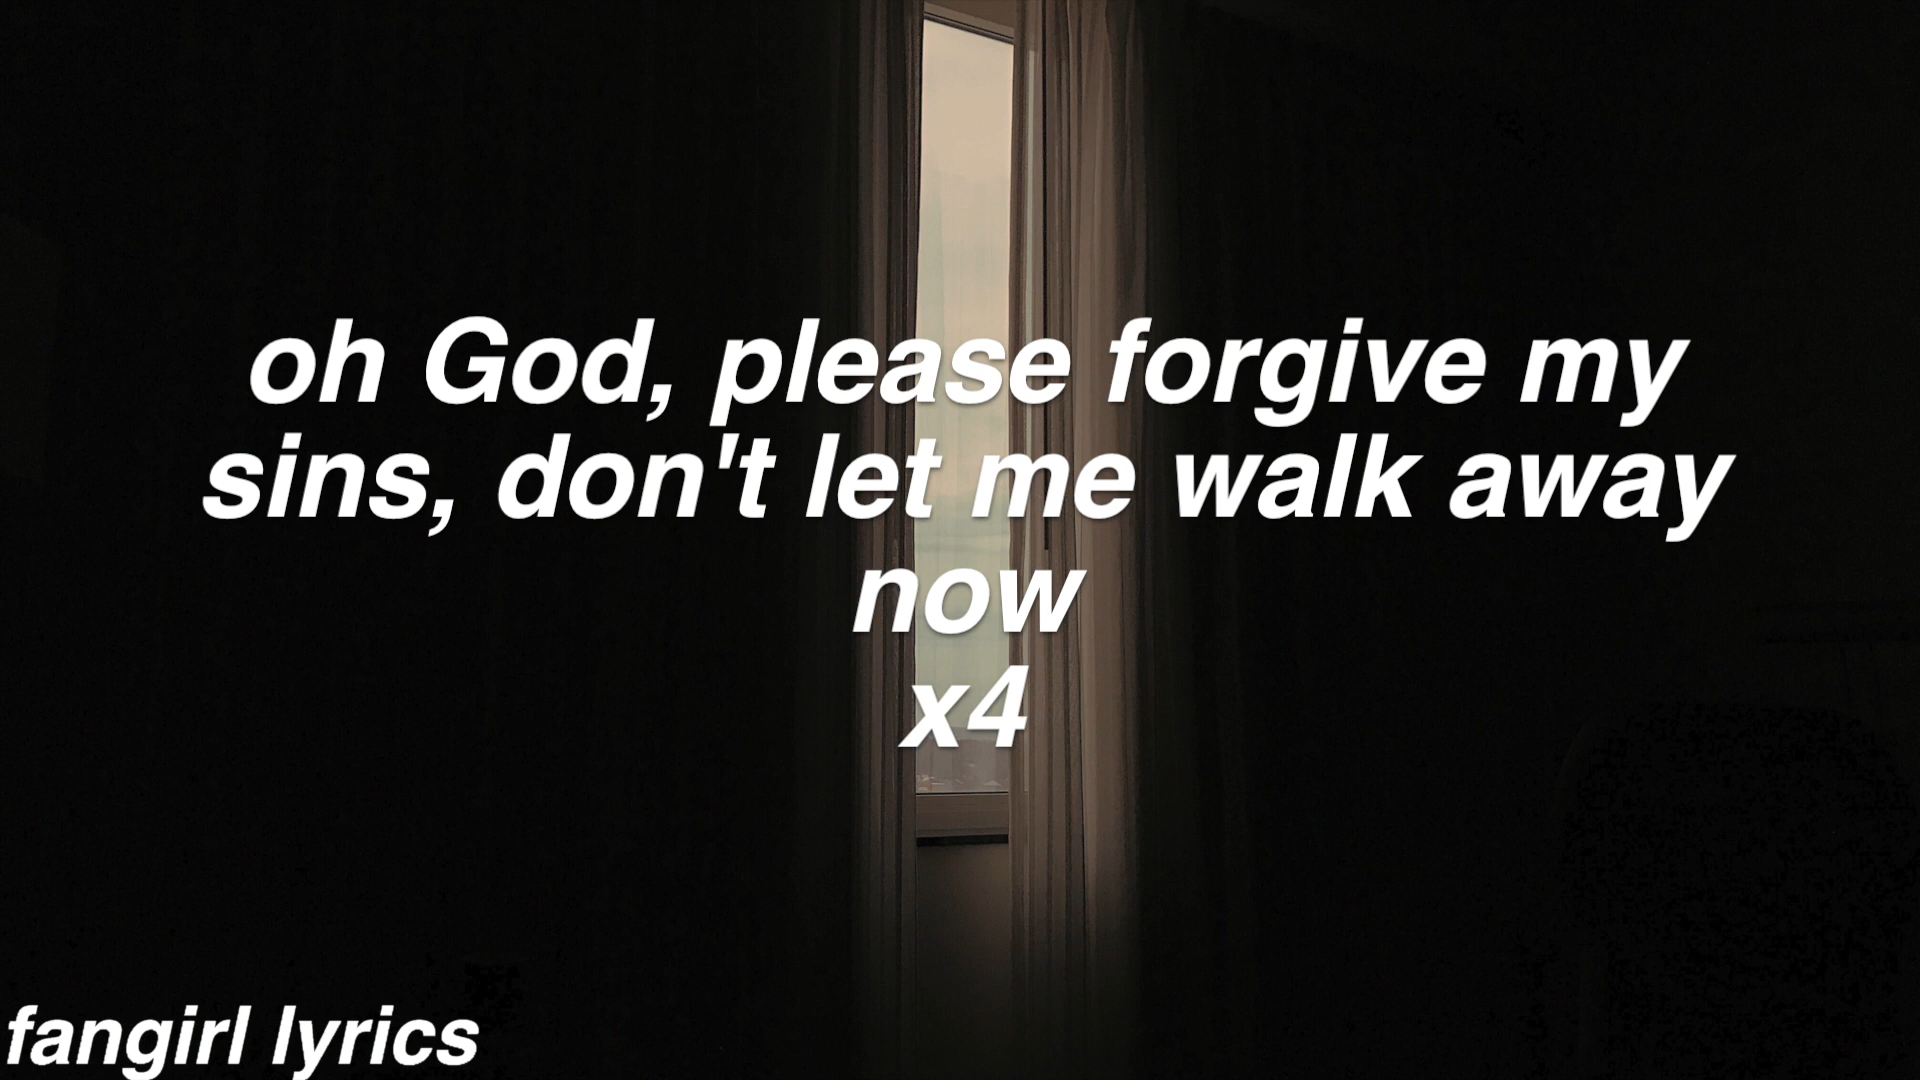 oh God, please forgive my
sins, don't let me walk away
now
x4
fangirl lyrics